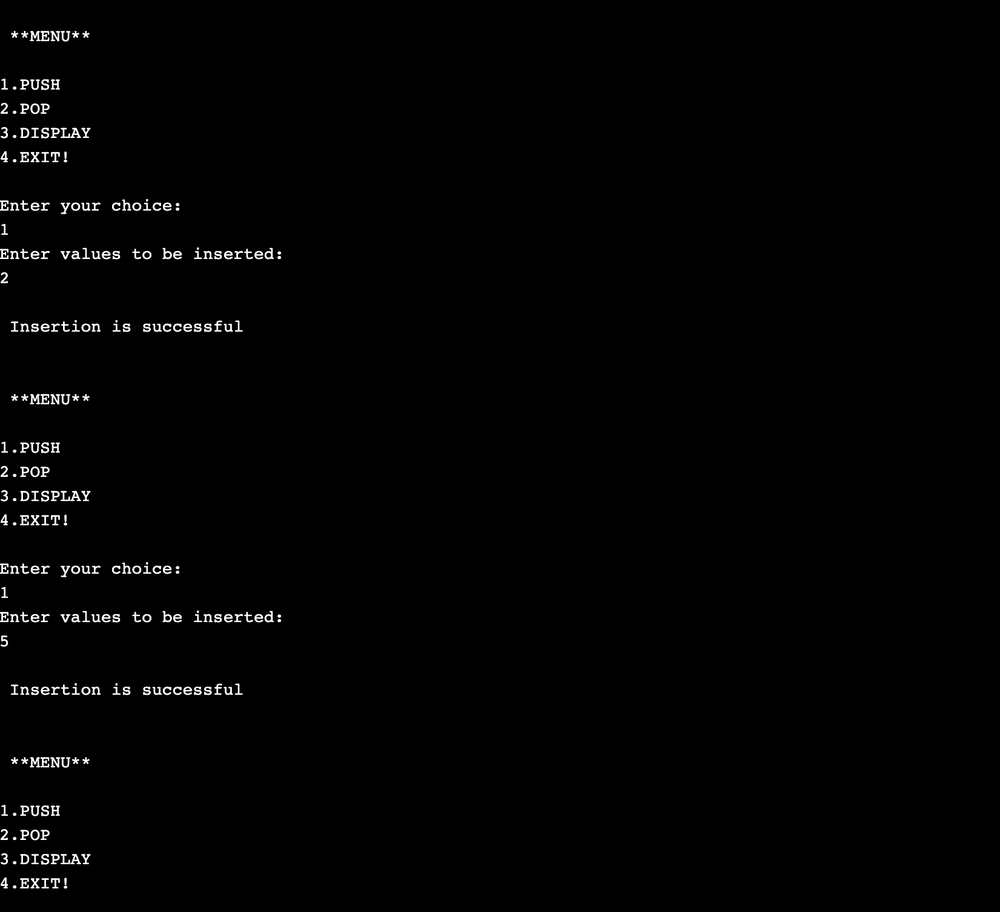 **MENU**
1.PUSH
2.POP
3.DISPLAY
4.EXIT!
Enter your choice:
1
Enter values to be inserted:
2
Insertion is successful
**MENU**
1.PUSH
2.POP
3.DISPLAY
4.EXIT!
Enter your choice:
1
Enter values to be inserted:
5
Insertion is successful
**MENU**
1.PUSH
2.POP
3.DISPLAY
4.EXIT!